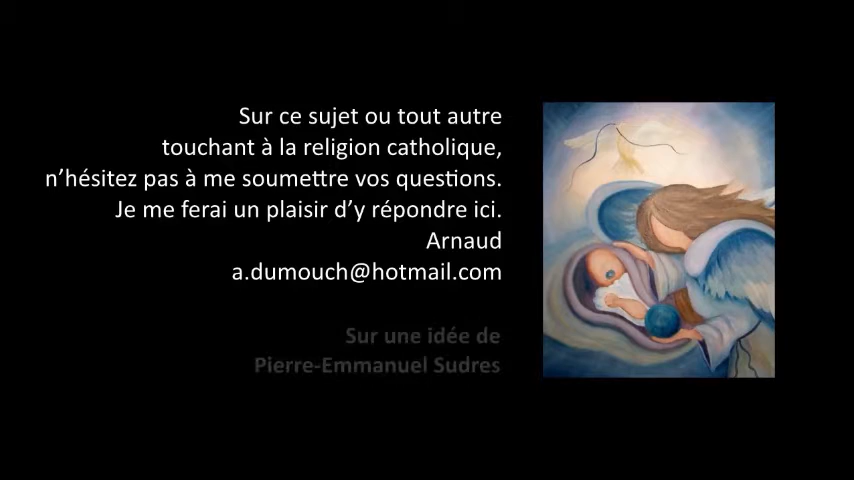 Sur ce sujet ou tout autre
touchant à la religion catholique,
n’hésitez pas à me soumettre vos questions.
Je me ferai un plaisir d’y répondre ici.
Arnaud
a.dumouch@hotmail.com
Sur une idée de
Pierre-Emmanuel Sudres